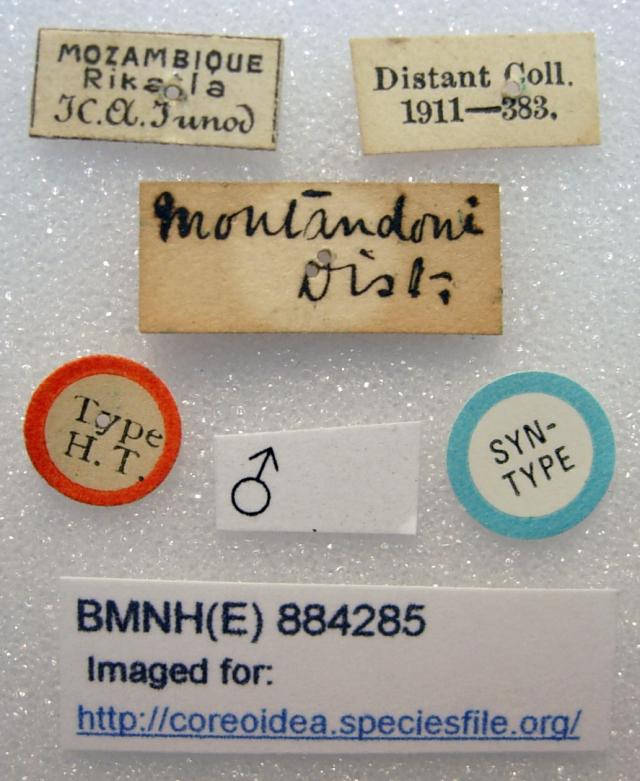 MOZAMBIQUE
Rikatla
H.A. Junod
Distant Coll.
1911—383.
Montandoni
Dist.
Type
H. T.
♂
SYN-
TYPE
BMNH(E) 884285
Imaged for:
http://coreoidea.speciesfile.org/